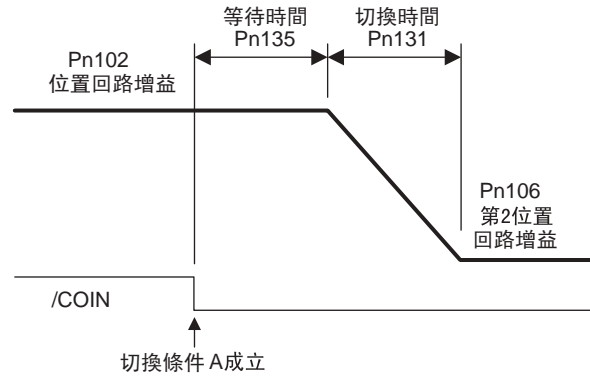 等待時間
Pn135
切換時間
Pn131
Pn102
位置回路增益
Pn106
第2位置
回路增益
/COIN
切換條件 A成立